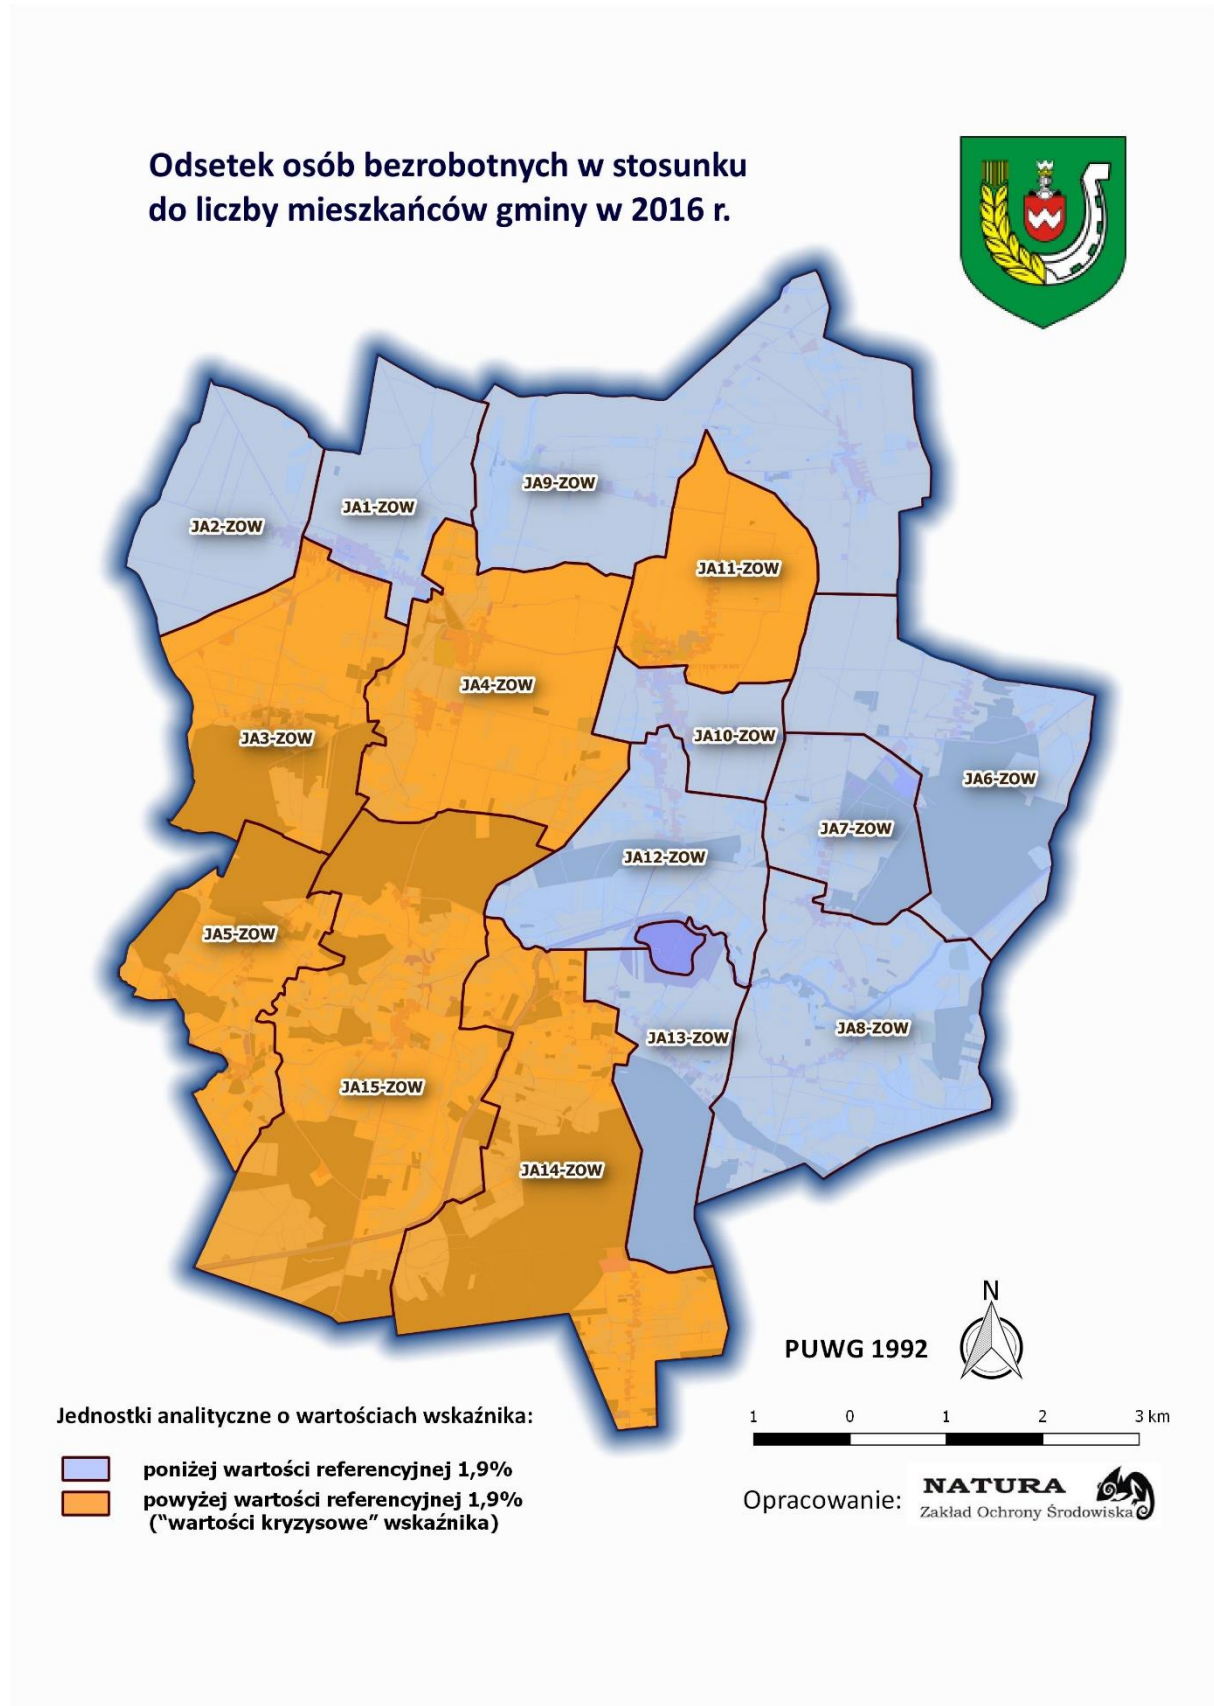 Odsetek osób bezrobotnych w stosunku
do liczby mieszkańców gminy w 2016 r.
JA9-ZOW
JA1-ZOW
JA2-ZOW
JA11-ZOW
JA4-ZOW
JA3-ZOW
JA10-ZOW
JA6-ZOW
JA7-ZOW
JA12-ZOW
JA5-ZOW
JA8-ZOW
JA13-ZOW
JA15-ZOW
JA14-ZOW
N
PUWG 1992
Jednostki analityczne o wartościach wskaźnika:
poniżej wartości referencyjnej 1,9%
powyżej wartości referencyjnej 1,9%
("wartości kryzysowe" wskaźnika)
1 0 1 2 3 km
Opracowanie:
NATURA
Zakład Ochrony Środowiska